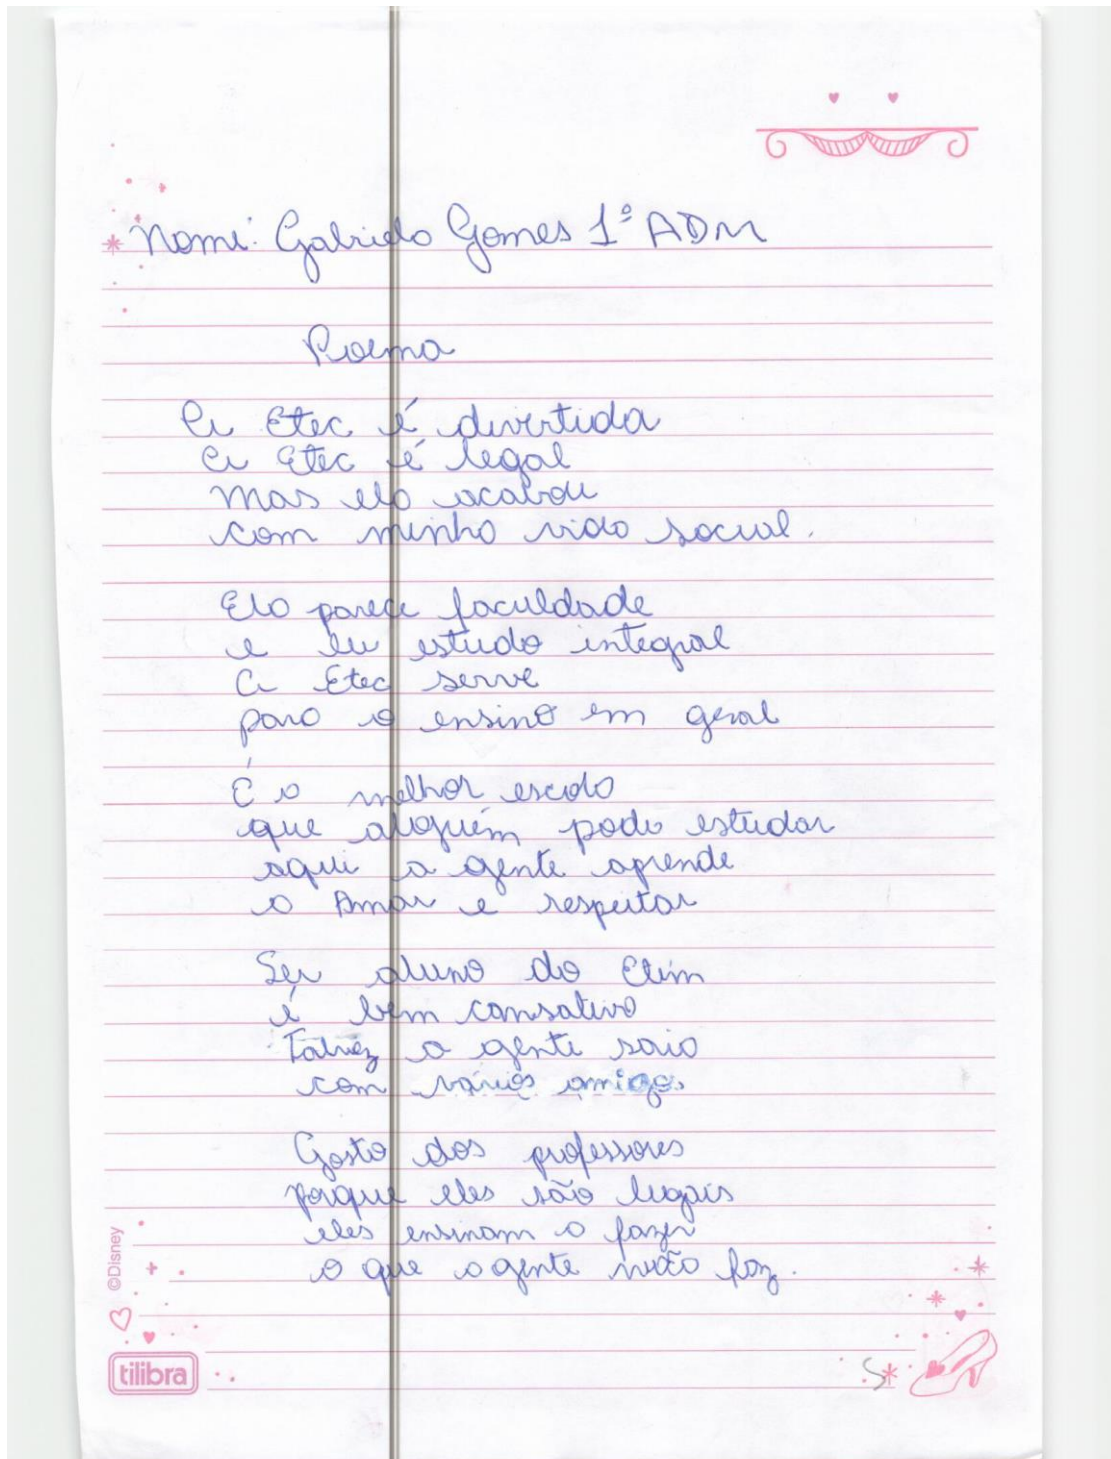 Nome: Gabriela Gomes 1º ADM
Poema
A Etec é divertida
A Etec é legal
Mas ela acabou
com minha vida social.
Ela parece faculdade
e eu estudo integral
A Etec serve
para o ensino em geral
É a melhor escola
que alguém pode estudar
aqui a gente aprende
a Amar e respeitar
Ser aluno do Etim
é bem cansativo
Talvez a gente saia
com vários amigos
Gosto dos professores
porque eles são legais
eles ensinam a fazer
o que a gente não faz.
©Disney
tilibra